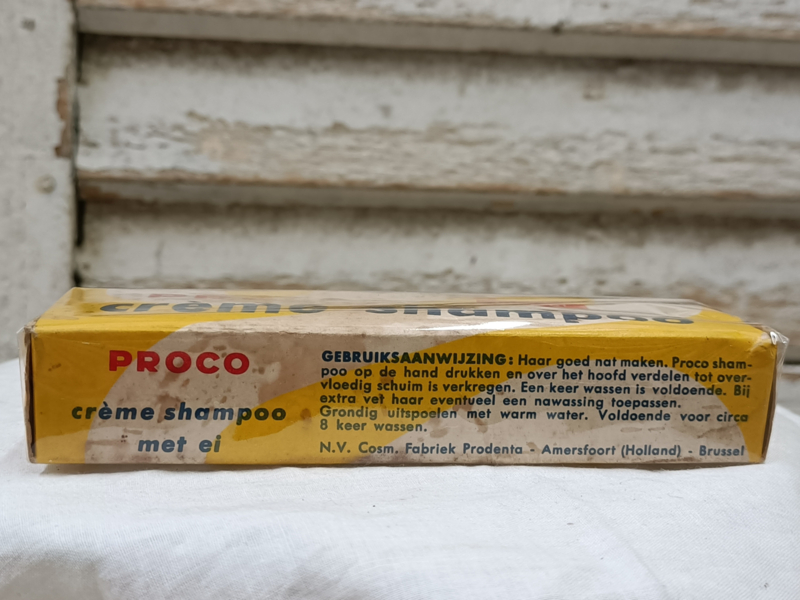 crème shampoo
PROCO
crème shampoo
met ei
GEBRUIKSAANWIJZING: Haar goed nat maken. Proco sham-
poo op de hand drukken en over het hoofd verdelen tot over-
vloedig schuim is verkregen. Een keer wassen is voldoende. Bij
extra vet haar eventueel een nawassing toepassen.
Grondig uitspoelen met warm water. Voldoende voor circa
8 keer wassen.
N.V. Cosm. Fabriek Prodenta - Amersfoort (Holland) - Brussel